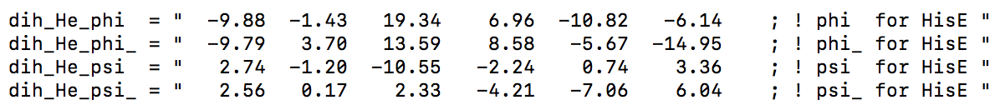 dih_He_phi  = "  −9.88  −1.43   19.34    6.96  −10.82   −6.14    ; ! phi  for HisE "
dih_He_phi_ = "  −9.79   3.70   13.59    8.58   −5.67  −14.95    ; ! phi_ for HisE "
dih_He_psi  = "   2.74  −1.20  −10.55   −2.24    0.74    3.36    ; ! psi  for HisE "
dih_He_psi_ = "   2.56   0.17    2.33   −4.21   −7.06    6.04    ; ! psi_ for HisE "